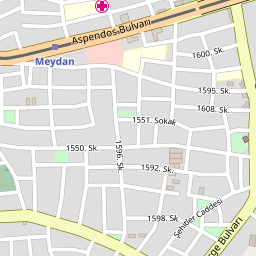 Aspendos Bulvarı
1600. Sk.
Meydan
1595. Sk.
1608. Sk.
1551. Sokak
1550. Sk.
1596. Sk.
1592. Sk.
Şehitler Caddesi
1598. Sk
rge Bulvarı